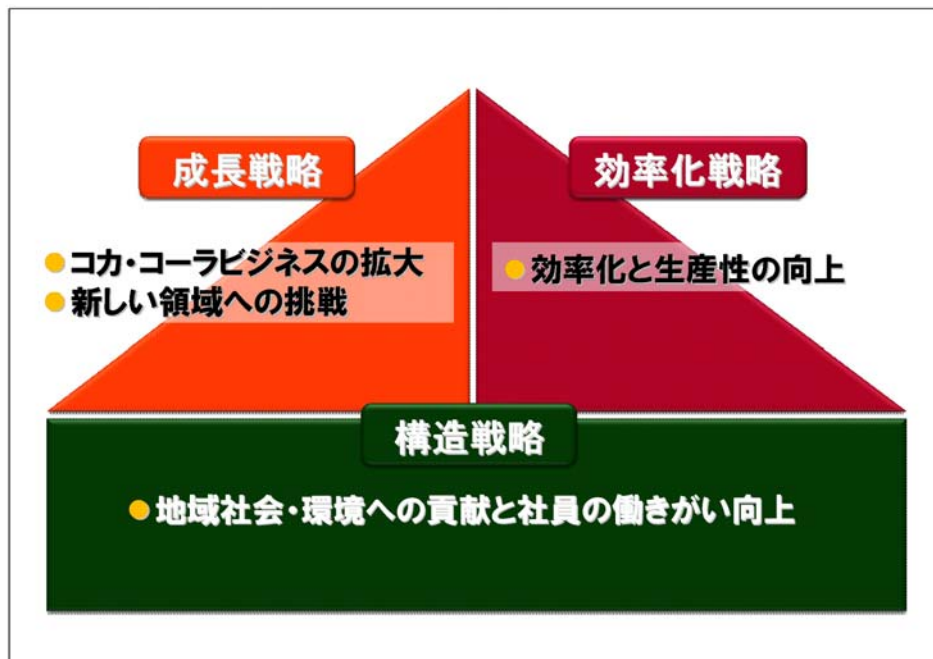 成長戦略
●コカ・コーラビジネスの拡大
●新しい領域への挑戦
効率化戦略
●効率化と生産性の向上
構造戦略
●地域社会・環境への貢献と社員の働きがい向上